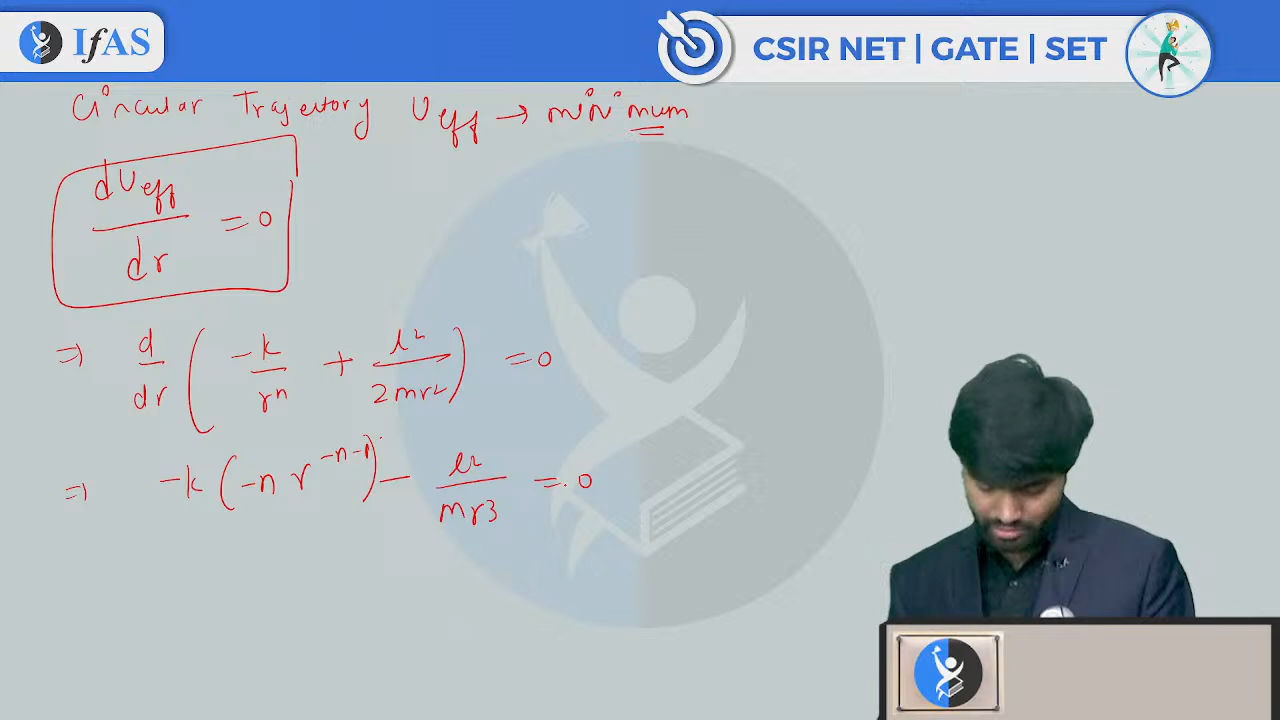 IfAS
CSIR NET | GATE | SET
Circular Trajectory Ueff → minimum
dUeff/dr = 0
⇒ d/dr ( -k/rⁿ + l²/2mr² ) = 0
⇒ -k (-n r^(-n-1)) - l²/mr3 = 0